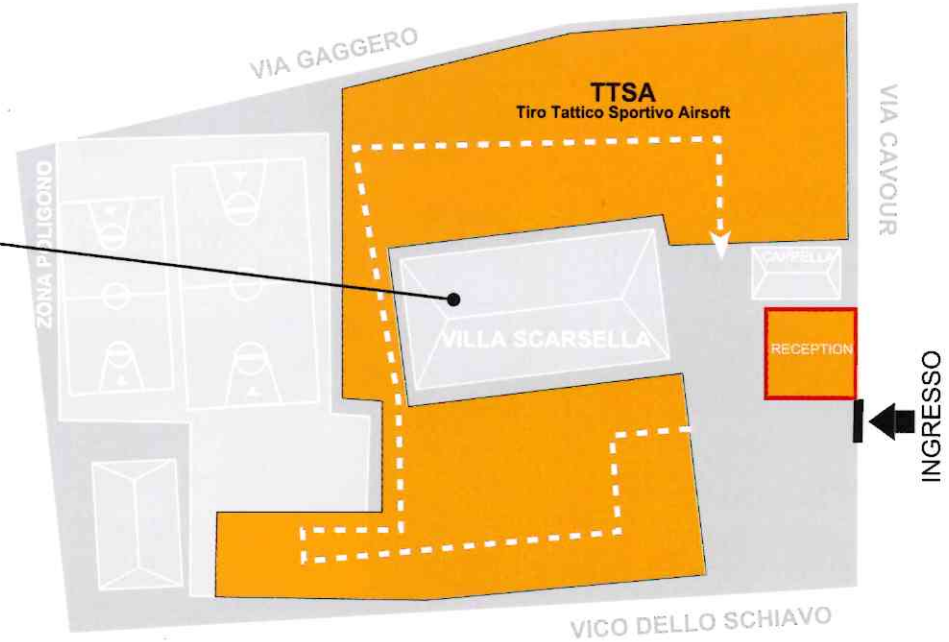 VIA GAGGERO
TTSA
Tiro Tattico Sportivo Airsoft
VIA CAVOUR
ZONA POLIGONO
CAPPELLA
VILLA SCARSELLA
RECEPTION
INGRESSO
VICO DELLO SCHIAVO